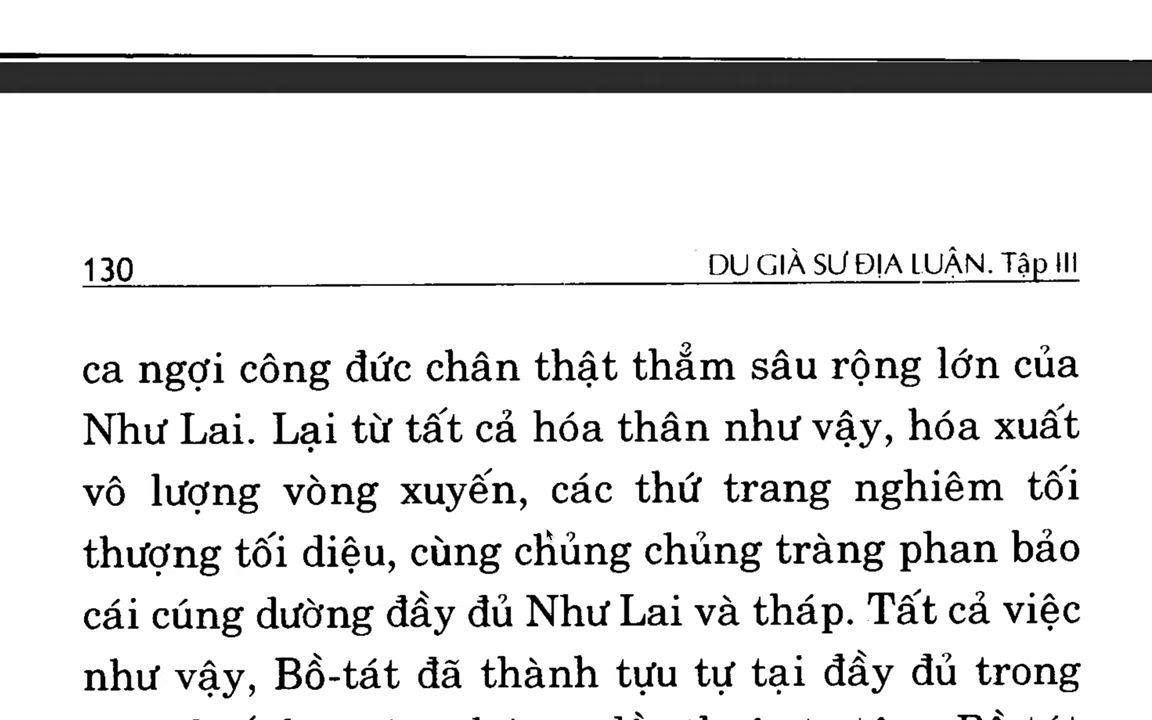 130
DU GIÀ SƯ ĐỊA LUẬN. Tập III
ca ngợi công đức chân thật thẳm sâu rộng lớn của
Như Lai. Lại từ tất cả hóa thân như vậy, hóa xuất
vô lượng vòng xuyến, các thứ trang nghiêm tối
thượng tối diệu, cùng chủng chủng tràng phan bảo
cái cúng dường đầy đủ Như Lai và tháp. Tất cả việc
như vậy, Bồ-tát đã thành tựu tự tại đầy đủ trong